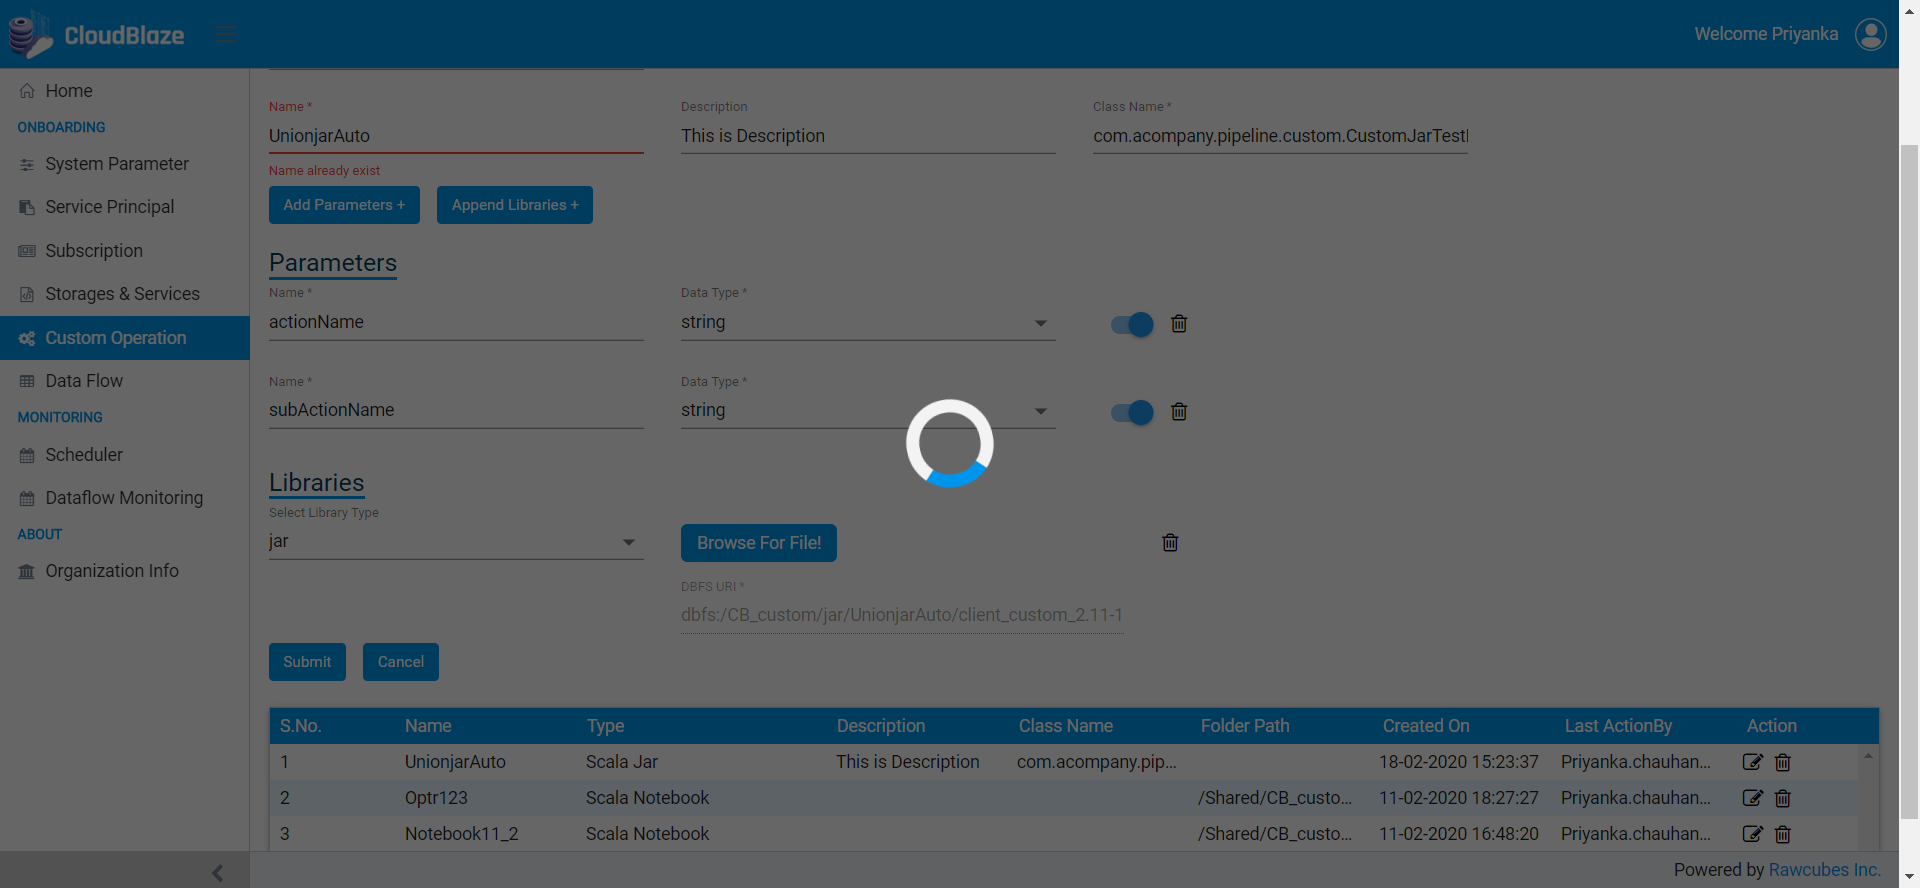 CloudBlaze
Welcome Priyanka
Home
ONBOARDING
System Parameter
Service Principal
Subscription
Storages & Services
Custom Operation
Data Flow
MONITORING
Scheduler
Dataflow Monitoring
ABOUT
Organization Info
Name * Description Class Name *
UnionjarAuto This is Description com.acompany.pipeline.custom.CustomJarTest
Name already exist
Add Parameters + Append Libraries +
Parameters
Name * Data Type *
actionName string
Name * Data Type *
subActionName string
Libraries
Select Library Type
jar Browse For File!
DBFS URI *
dbfs:/CB_custom/jar/UnionjarAuto/client_custom_2.11-1
Submit Cancel
S.No. Name Type Description Class Name Folder Path Created On Last ActionBy Action
1 UnionjarAuto Scala Jar This is Description com.acompany.pip... 18-02-2020 15:23:37 Priyanka.chauhan...
2 Optr123 Scala Notebook /Shared/CB_custo... 11-02-2020 18:27:27 Priyanka.chauhan...
3 Notebook11_2 Scala Notebook /Shared/CB_custo... 11-02-2020 16:48:20 Priyanka.chauhan...
Powered by Rawcubes Inc.